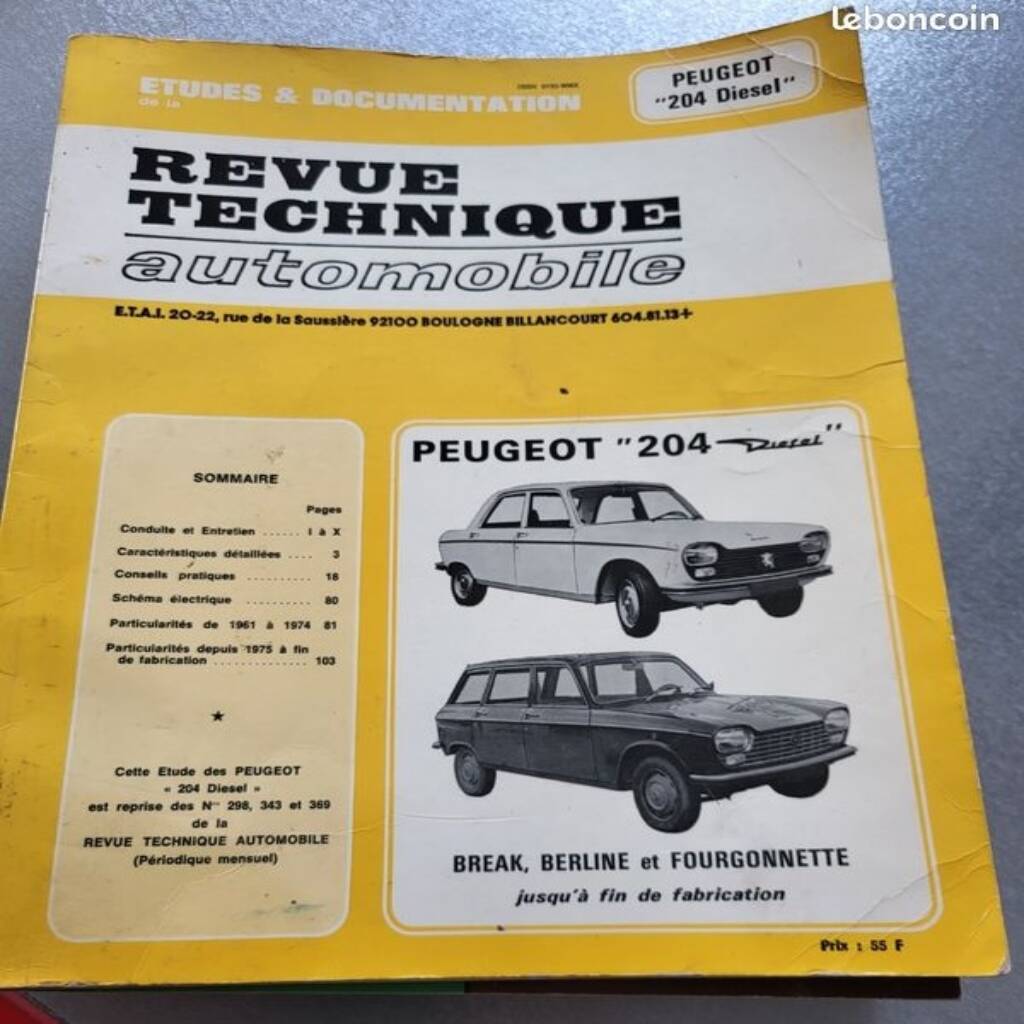 leboncoin
ETUDES & DOCUMENTATION
de la
PEUGEOT
"204 Diesel"
REVUE
TECHNIQUE
automobile
E.T.A.I. 20-22, rue de la Saussière 92100 BOULOGNE BILLANCOURT 604.81.13+
SOMMAIRE
Pages
Conduite et Entretien ...... I à X
Caractéristiques détaillées .... 3
Conseils pratiques .......... 18
Schéma électrique .......... 80
Particularités de 1961 à 1974 81
Particularités depuis 1975 à fin
de fabrication .............. 103
★
Cette Etude des PEUGEOT
« 204 Diesel »
est reprise des Nos 298, 343 et 369
de la
REVUE TECHNIQUE AUTOMOBILE
(Périodique mensuel)
PEUGEOT "204 Diesel"
BREAK, BERLINE et FOURGONNETTE
jusqu'à fin de fabrication
Prix : 55 F